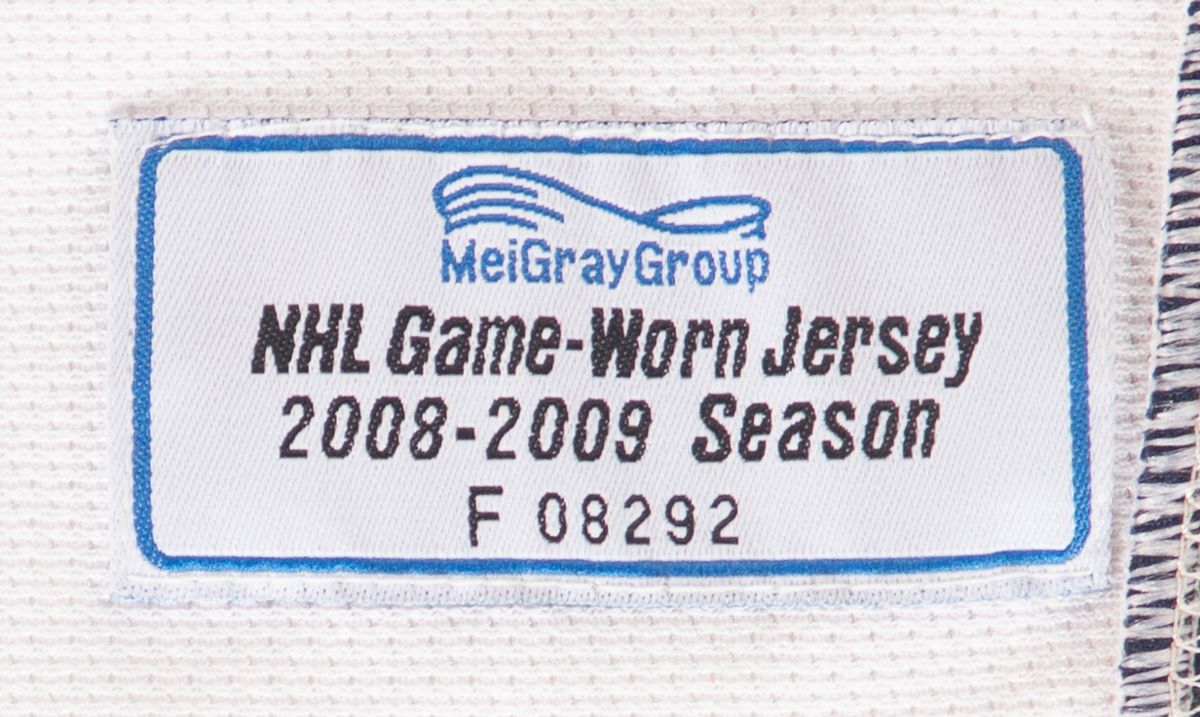 MeiGrayGroup
NHL Game-Worn Jersey
2008-2009 Season
F 08292